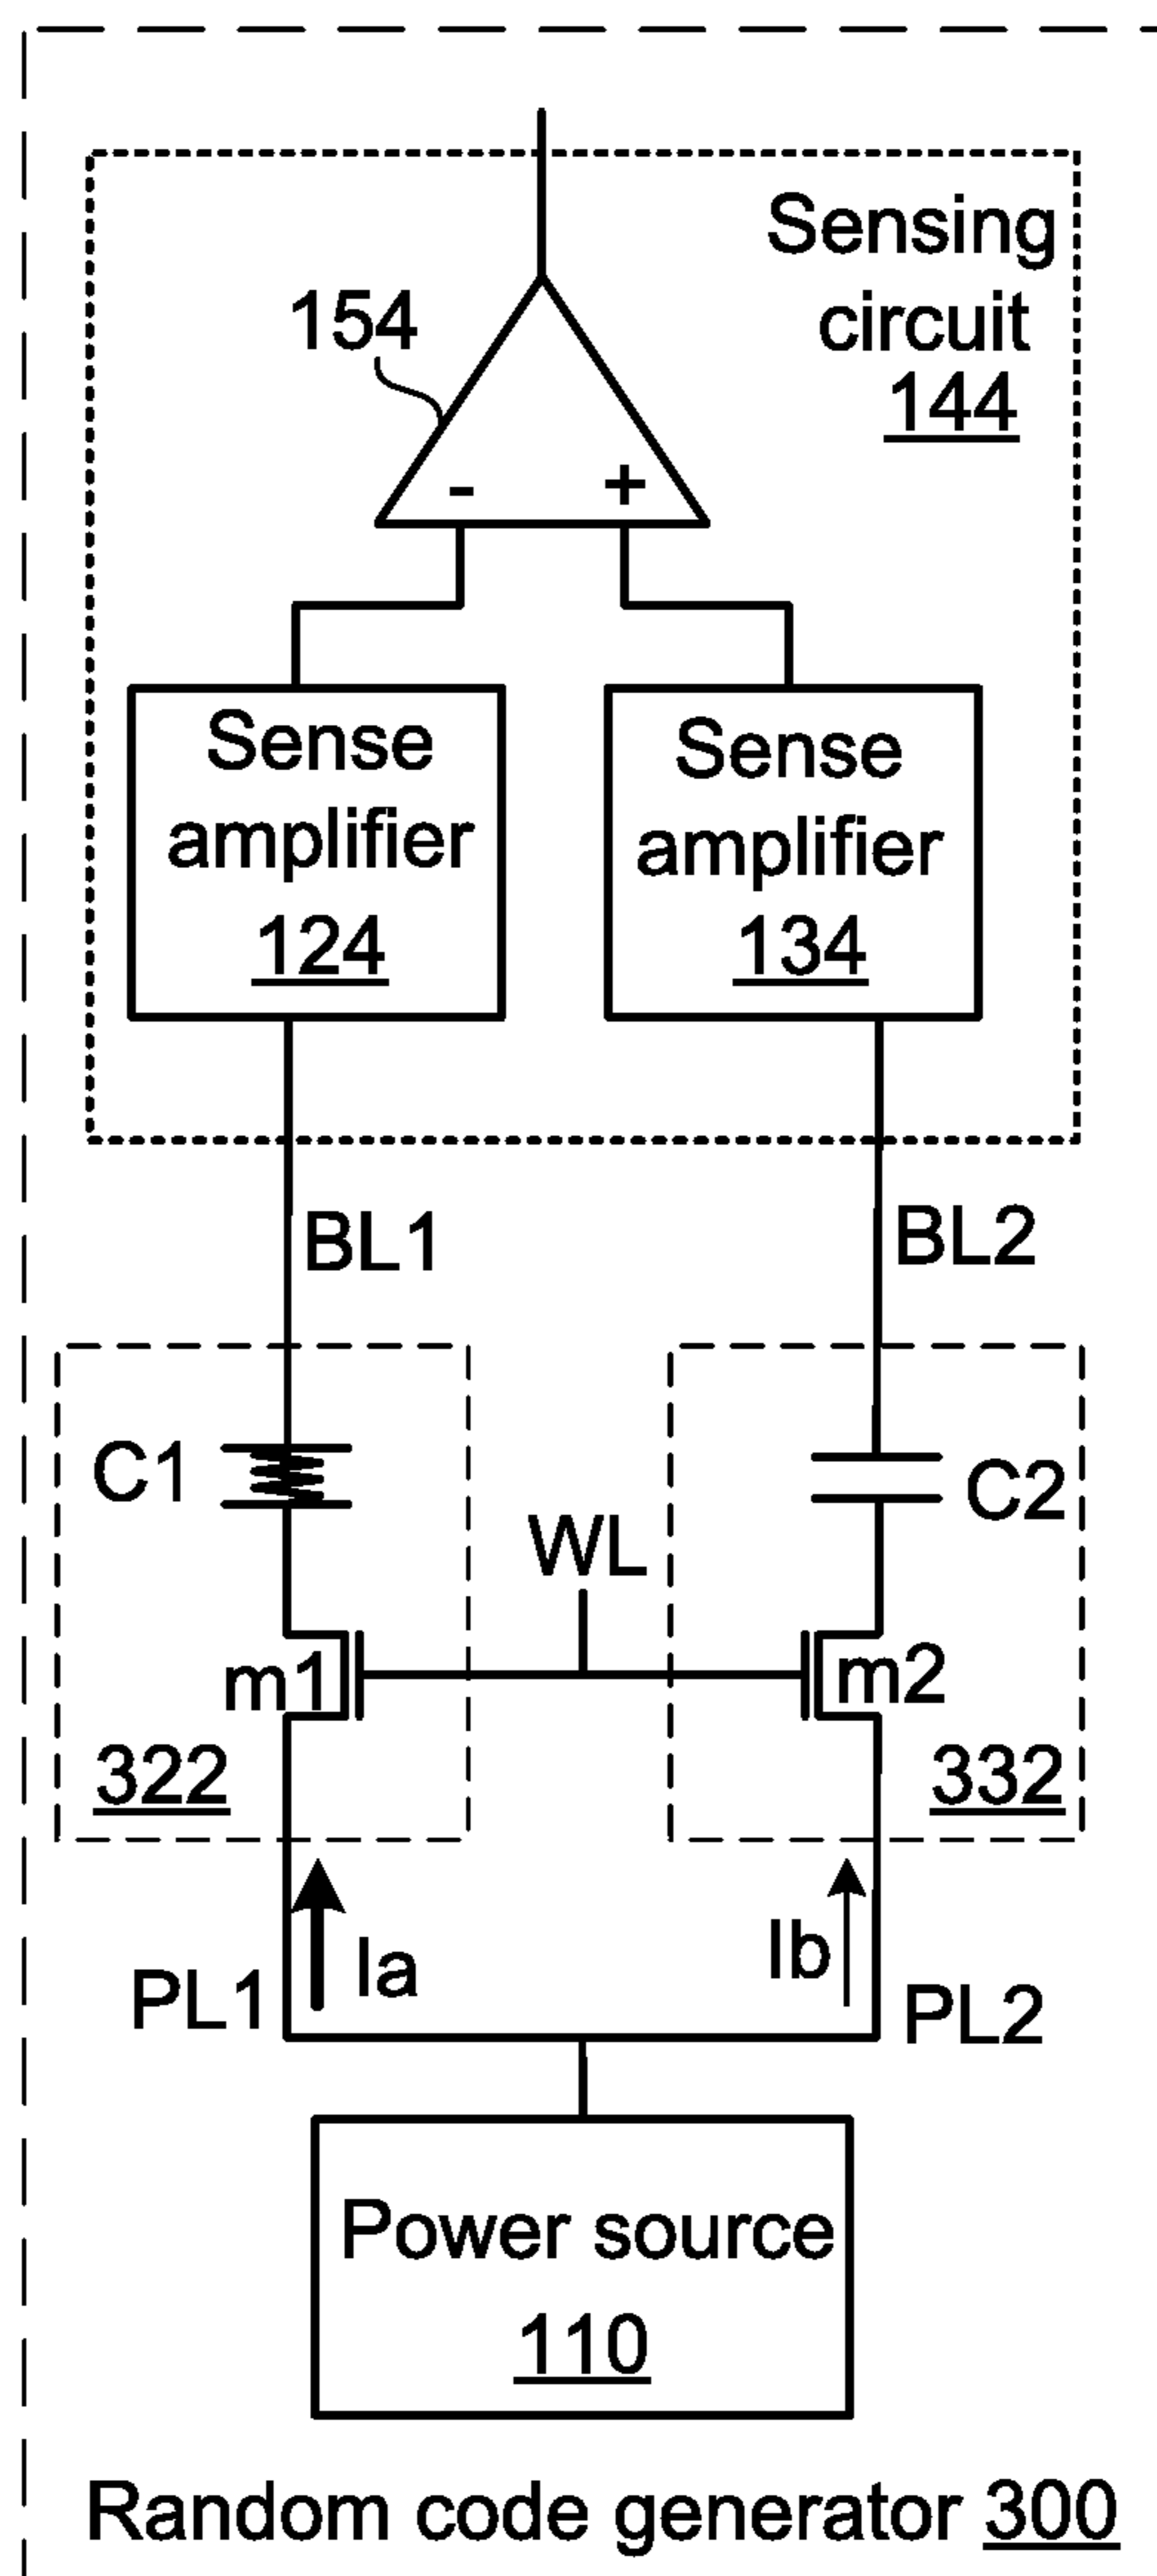 Sensing
circuit
144
154
- +
Sense
amplifier
124
Sense
amplifier
134
BL1
BL2
C1
C2
WL
m1
m2
322
332
Ia
Ib
PL1
PL2
Power source
110
Random code generator 300